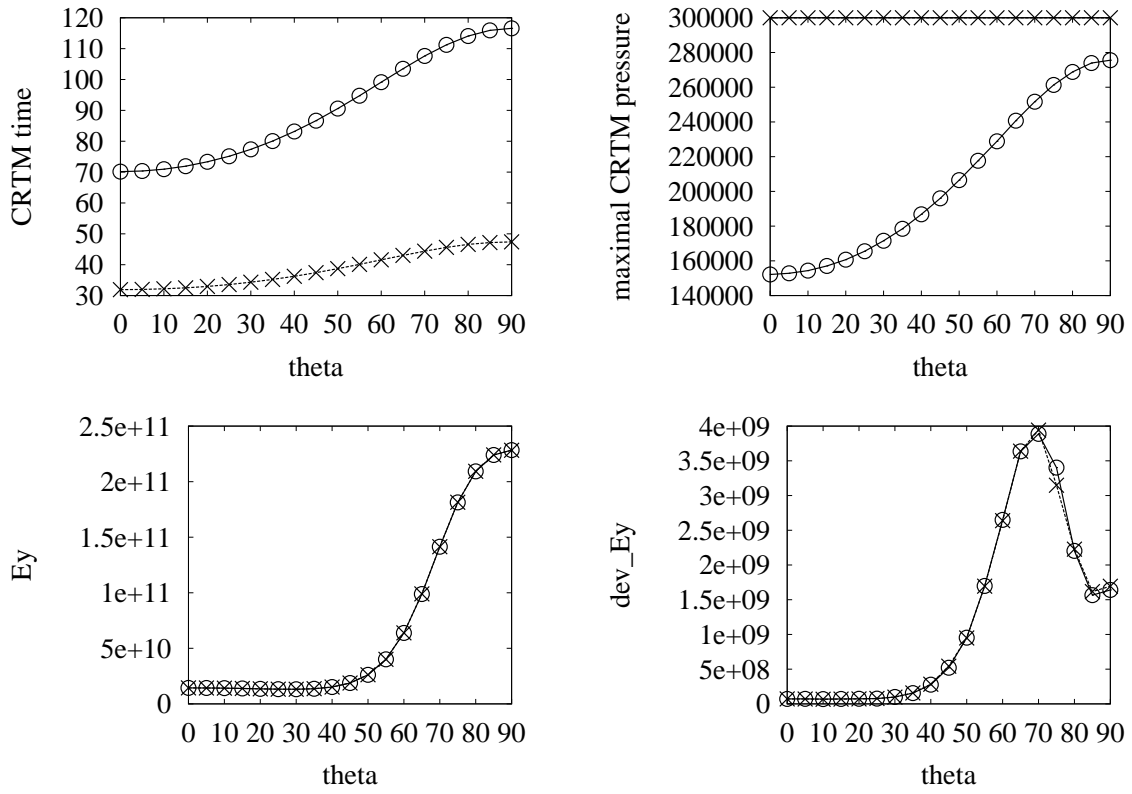 120
110
100
90
80
70
60
50
40
30
0 10 20 30 40 50 60 70 80 90
CRTM time
theta
300000
280000
260000
240000
220000
200000
180000
160000
140000
0 10 20 30 40 50 60 70 80 90
maximal CRTM pressure
theta
2.5e+11
2e+11
1.5e+11
1e+11
5e+10
0
0 10 20 30 40 50 60 70 80 90
Ey
theta
4e+09
3.5e+09
3e+09
2.5e+09
2e+09
1.5e+09
1e+09
5e+08
0
0 10 20 30 40 50 60 70 80 90
dev_Ey
theta